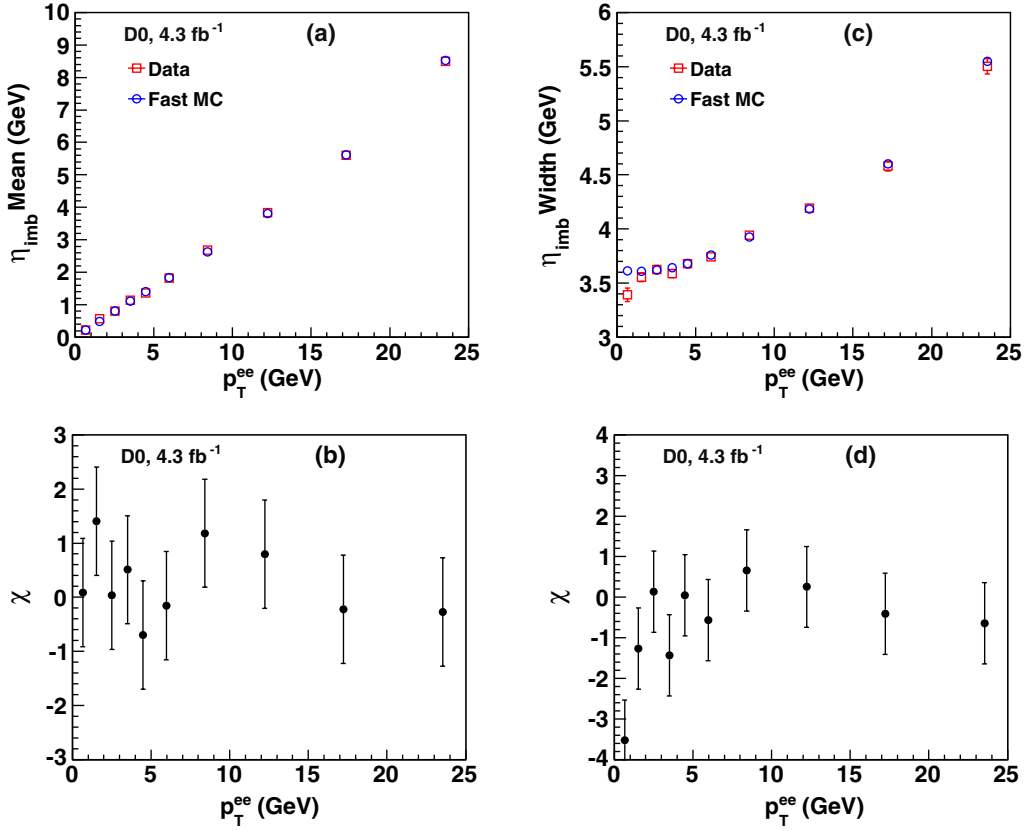 D0, 4.3 fb⁻¹ (a)
Data
Fast MC
η_imb Mean (GeV)
10
9
8
7
6
5
4
3
2
1
0
0 5 10 15 20 25
p_T^ee (GeV)
D0, 4.3 fb⁻¹ (c)
Data
Fast MC
η_imb Width (GeV)
6
5.5
5
4.5
4
3.5
3
0 5 10 15 20 25
p_T^ee (GeV)
D0, 4.3 fb⁻¹ (b)
χ
3
2
1
0
-1
-2
-3
0 5 10 15 20 25
p_T^ee (GeV)
D0, 4.3 fb⁻¹ (d)
χ
4
3
2
1
0
-1
-2
-3
-4
0 5 10 15 20 25
p_T^ee (GeV)